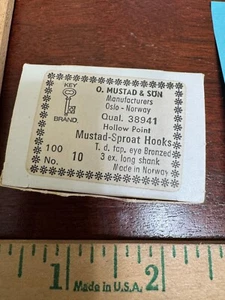 KEY
BRAND.
O. MUSTAD & SÖN
Manufacturers
Oslo - Norway
Qual. 38941
Hollow Point
Mustad-Sproat Hooks
T. d. tap. eye Bronzed
3 ex. long shank
100
No. 10
Made in Norway
1
2
Made in U.S.A.